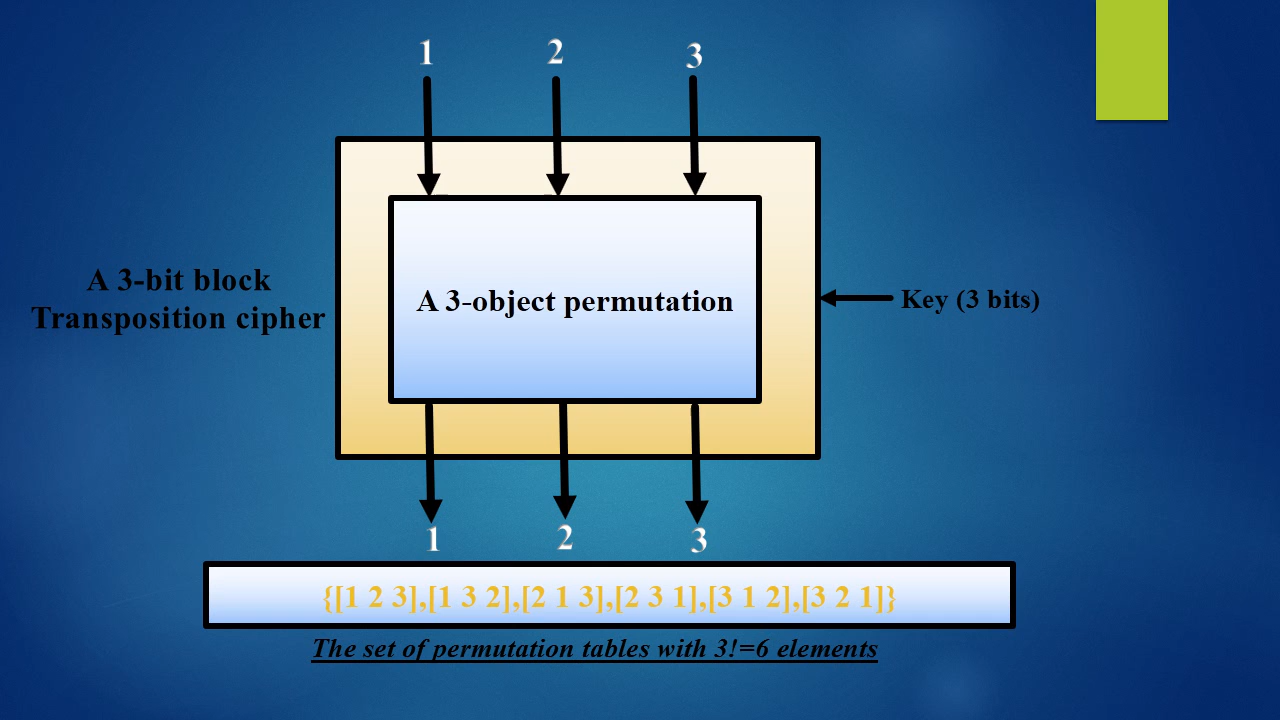 1 2 3
A 3-bit block
Transposition cipher
A 3-object permutation
Key (3 bits)
1 2 3
{[1 2 3],[1 3 2],[2 1 3],[2 3 1],[3 1 2],[3 2 1]}
The set of permutation tables with 3!=6 elements